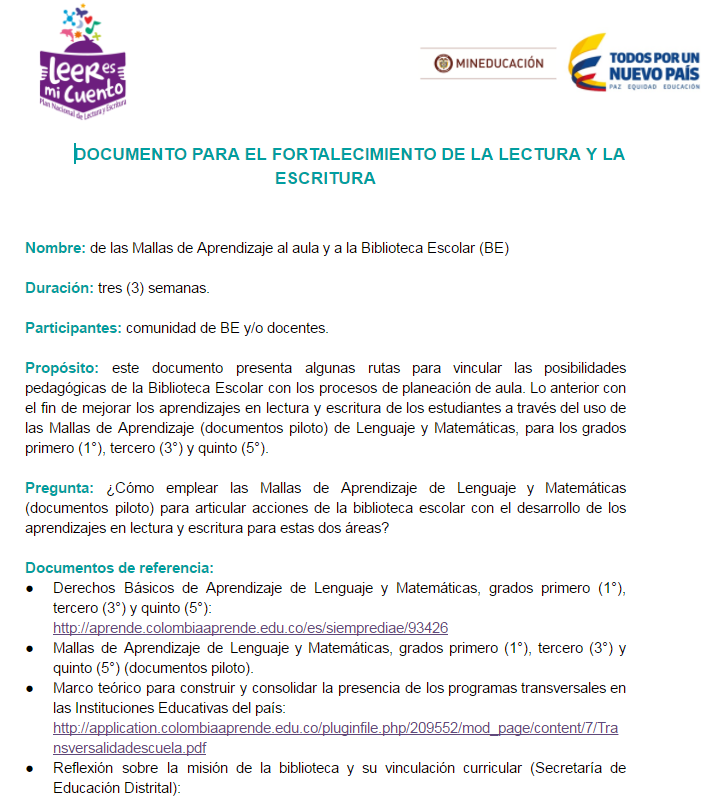 Leer es
mi Cuento
Plan Nacional de Lectura y Escritura
MINEDUCACIÓN
TODOS POR UN
NUEVO PAÍS
PAZ EQUIDAD EDUCACIÓN
DOCUMENTO PARA EL FORTALECIMIENTO DE LA LECTURA Y LA
ESCRITURA
Nombre: de las Mallas de Aprendizaje al aula y a la Biblioteca Escolar (BE)
Duración: tres (3) semanas.
Participantes: comunidad de BE y/o docentes.
Propósito: este documento presenta algunas rutas para vincular las posibilidades
pedagógicas de la Biblioteca Escolar con los procesos de planeación de aula. Lo anterior con
el fin de mejorar los aprendizajes en lectura y escritura de los estudiantes a través del uso de
las Mallas de Aprendizaje (documentos piloto) de Lenguaje y Matemáticas, para los grados
primero (1°), tercero (3°) y quinto (5°).
Pregunta: ¿Cómo emplear las Mallas de Aprendizaje de Lenguaje y Matemáticas
(documentos piloto) para articular acciones de la biblioteca escolar con el desarrollo de los
aprendizajes en lectura y escritura para estas dos áreas?
Documentos de referencia:
● Derechos Básicos de Aprendizaje de Lenguaje y Matemáticas, grados primero (1°),
tercero (3°) y quinto (5°):
http://aprende.colombiaaprende.edu.co/es/siemprediae/93426
● Mallas de Aprendizaje de Lenguaje y Matemáticas, grados primero (1°), tercero (3°) y
quinto (5°) (documentos piloto).
● Marco teórico para construir y consolidar la presencia de los programas transversales en
las Instituciones Educativas del país:
http://application.colombiaaprende.edu.co/pluginfile.php/209552/mod_page/content/7/Tra
nsversalidadescuela.pdf
● Reflexión sobre la misión de la biblioteca y su vinculación curricular (Secretaría de
Educación Distrital):